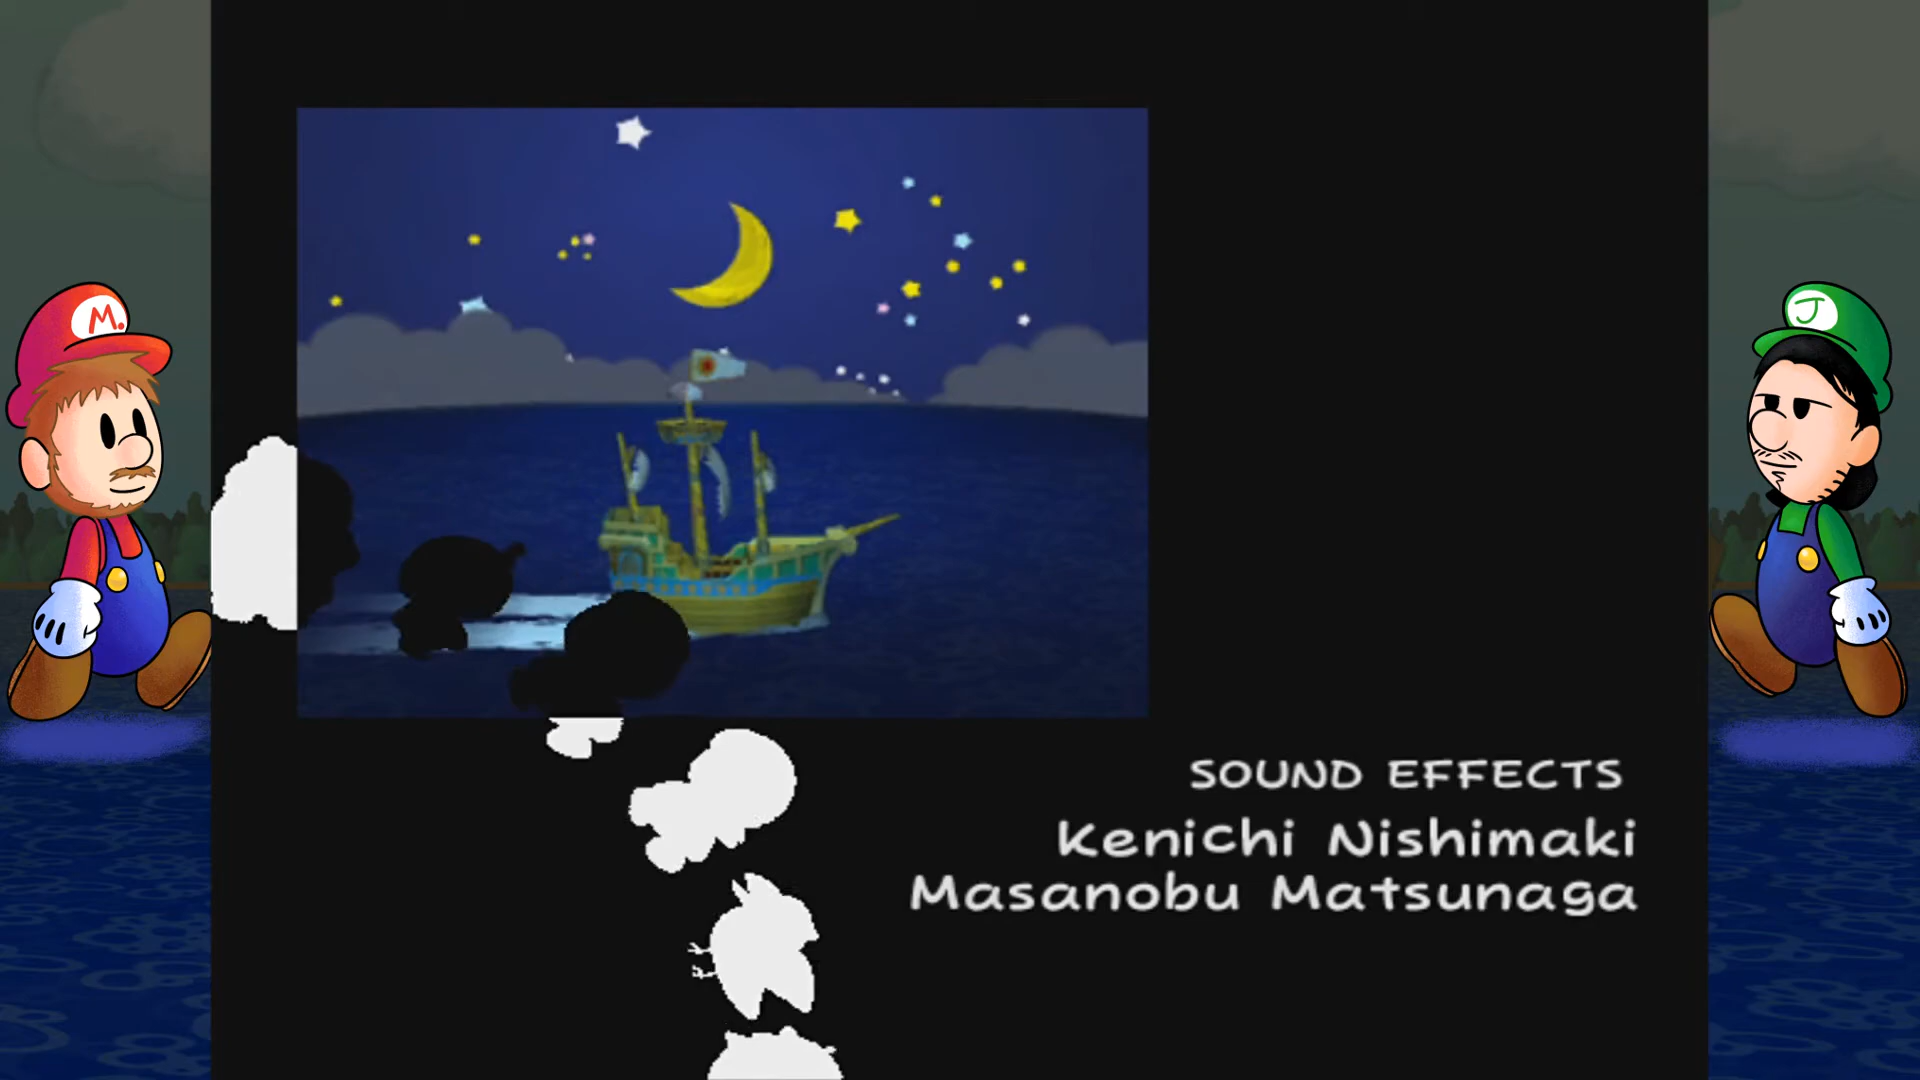 M.
J
SOUND EFFECTS
Kenichi Nishimaki
Masanobu Matsunaga